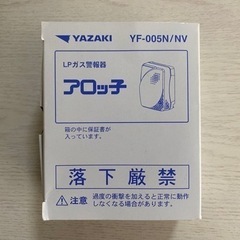 YAZAKI YF-005N/NV
LPガス警報器
アロッチ
箱の中に保証書が
入っています。
落下厳禁
注意 過度の衝撃を加えると正常に動作
しなくなる場合があります。